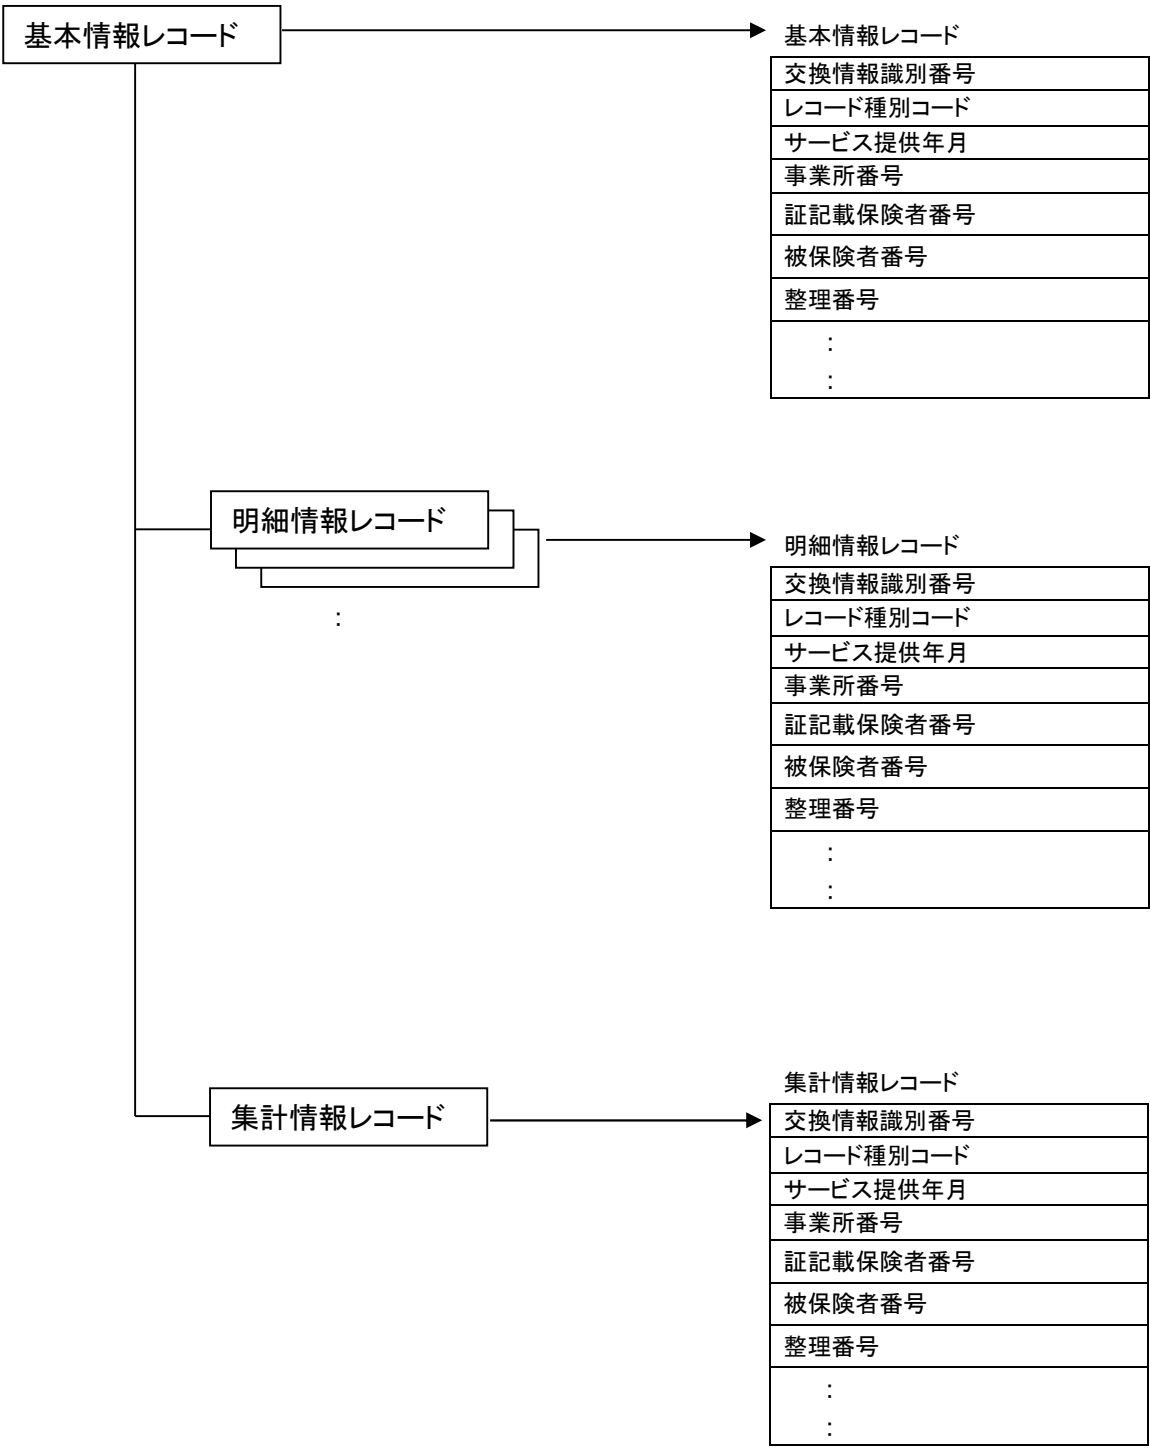 基本情報レコード
基本情報レコード
交換情報識別番号
レコード種別コード
サービス提供年月
事業所番号
証記載保険者番号
被保険者番号
整理番号
：
：
明細情報レコード
：
明細情報レコード
交換情報識別番号
レコード種別コード
サービス提供年月
事業所番号
証記載保険者番号
被保険者番号
整理番号
：
：
集計情報レコード
集計情報レコード
交換情報識別番号
レコード種別コード
サービス提供年月
事業所番号
証記載保険者番号
被保険者番号
整理番号
：
：